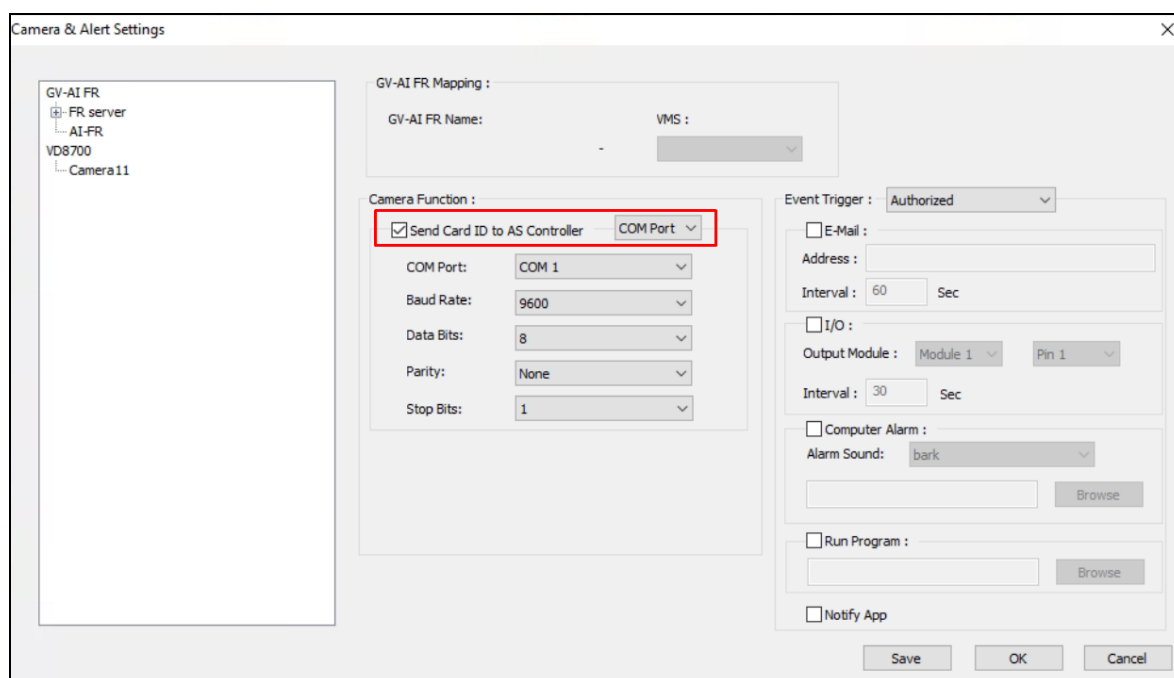 Camera & Alert Settings
GV-AI FR
FR server
AI-FR
VD8700
Camera11
GV-AI FR Mapping :
GV-AI FR Name: VMS :
-
Camera Function :
Send Card ID to AS Controller COM Port
COM Port: COM 1
Baud Rate: 9600
Data Bits: 8
Parity: None
Stop Bits: 1
Event Trigger : Authorized
E-Mail :
Address :
Interval : 60 Sec
I/O :
Output Module : Module 1 Pin 1
Interval : 30 Sec
Computer Alarm :
Alarm Sound: bark
Browse
Run Program :
Browse
Notify App
Save OK Cancel